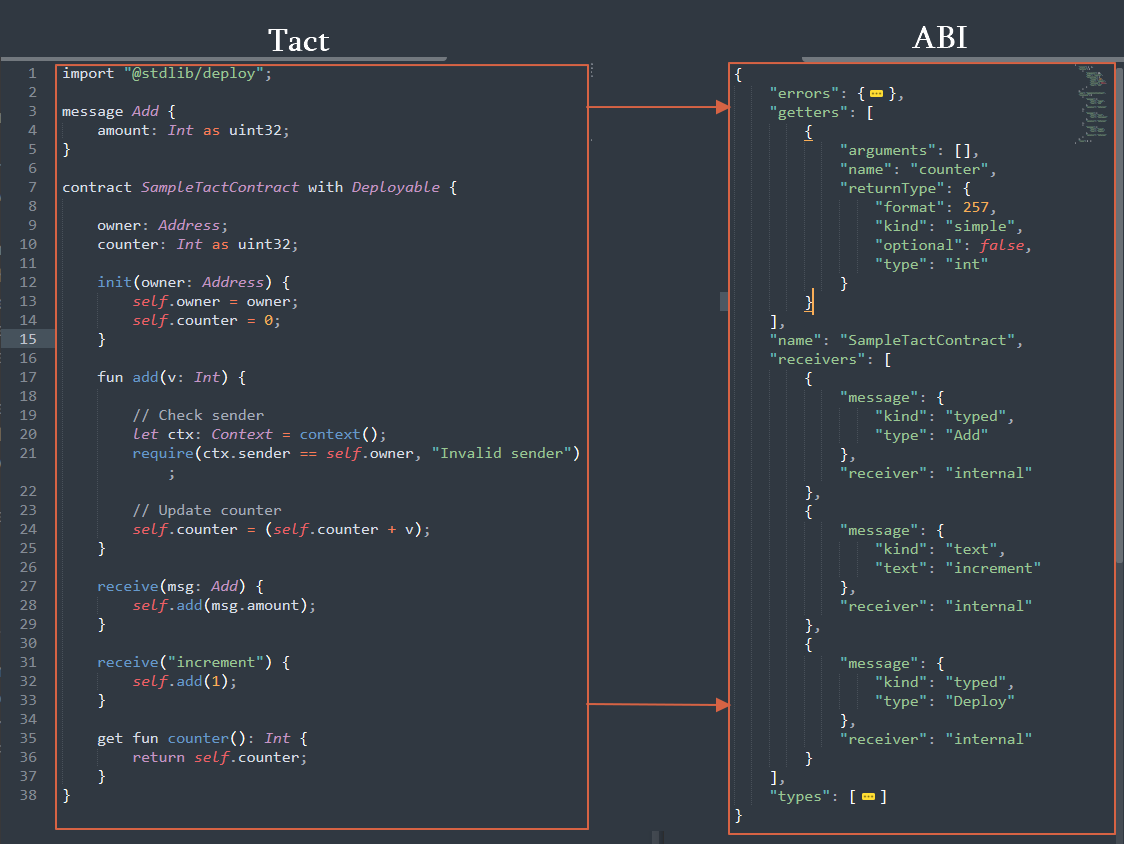 Tact
1 import "@stdlib/deploy";
2
3 message Add {
4     amount: Int as uint32;
5 }
6
7 contract SampleTactContract with Deployable {
8
9     owner: Address;
10     counter: Int as uint32;
11
12     init(owner: Address) {
13         self.owner = owner;
14         self.counter = 0;
15     }
16
17     fun add(v: Int) {
18
19         // Check sender
20         let ctx: Context = context();
21         require(ctx.sender == self.owner, "Invalid sender")
            ;
22
23         // Update counter
24         self.counter = (self.counter + v);
25     }
26
27     receive(msg: Add) {
28         self.add(msg.amount);
29     }
30
31     receive("increment") {
32         self.add(1);
33     }
34
35     get fun counter(): Int {
36         return self.counter;
37     }
38 }
ABI
{
    "errors": { ••• },
    "getters": [
        {
            "arguments": [],
            "name": "counter",
            "returnType": {
                "format": 257,
                "kind": "simple",
                "optional": false,
                "type": "int"
            }
        }
    ],
    "name": "SampleTactContract",
    "receivers": [
        {
            "message": {
                "kind": "typed",
                "type": "Add"
            },
            "receiver": "internal"
        },
        {
            "message": {
                "kind": "text",
                "text": "increment"
            },
            "receiver": "internal"
        },
        {
            "message": {
                "kind": "typed",
                "type": "Deploy"
            },
            "receiver": "internal"
        }
    ],
    "types": [ ••• ]
}